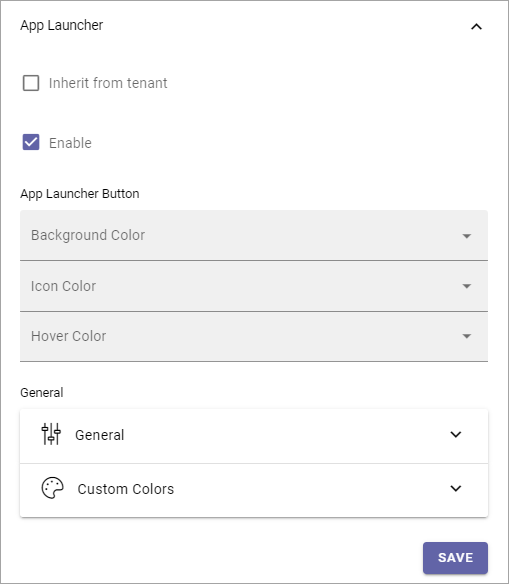 App Launcher
Inherit from tenant
Enable
App Launcher Button
Background Color
Icon Color
Hover Color
General
General
Custom Colors
SAVE